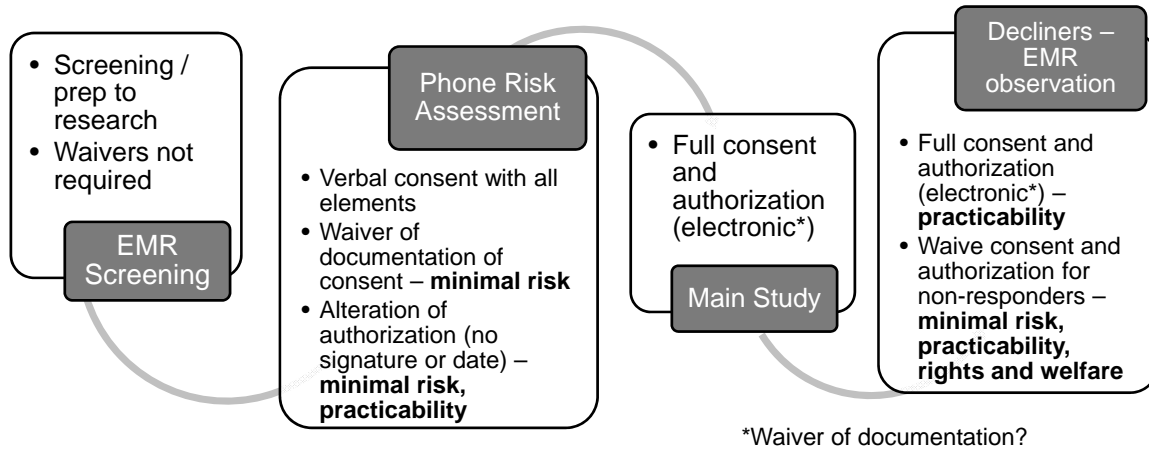 • Screening /
prep to
research
• Waivers not
required
EMR
Screening
Phone Risk
Assessment
• Verbal consent with all
elements
• Waiver of
documentation of
consent – minimal risk
• Alteration of
authorization (no
signature or date) –
minimal risk,
practicability
• Full consent
and
authorization
(electronic*)
Main Study
Decliners –
EMR
observation
• Full consent and
authorization
(electronic*) –
practicability
• Waive consent and
authorization for
non-responders –
minimal risk,
practicability,
rights and welfare
*Waiver of documentation?